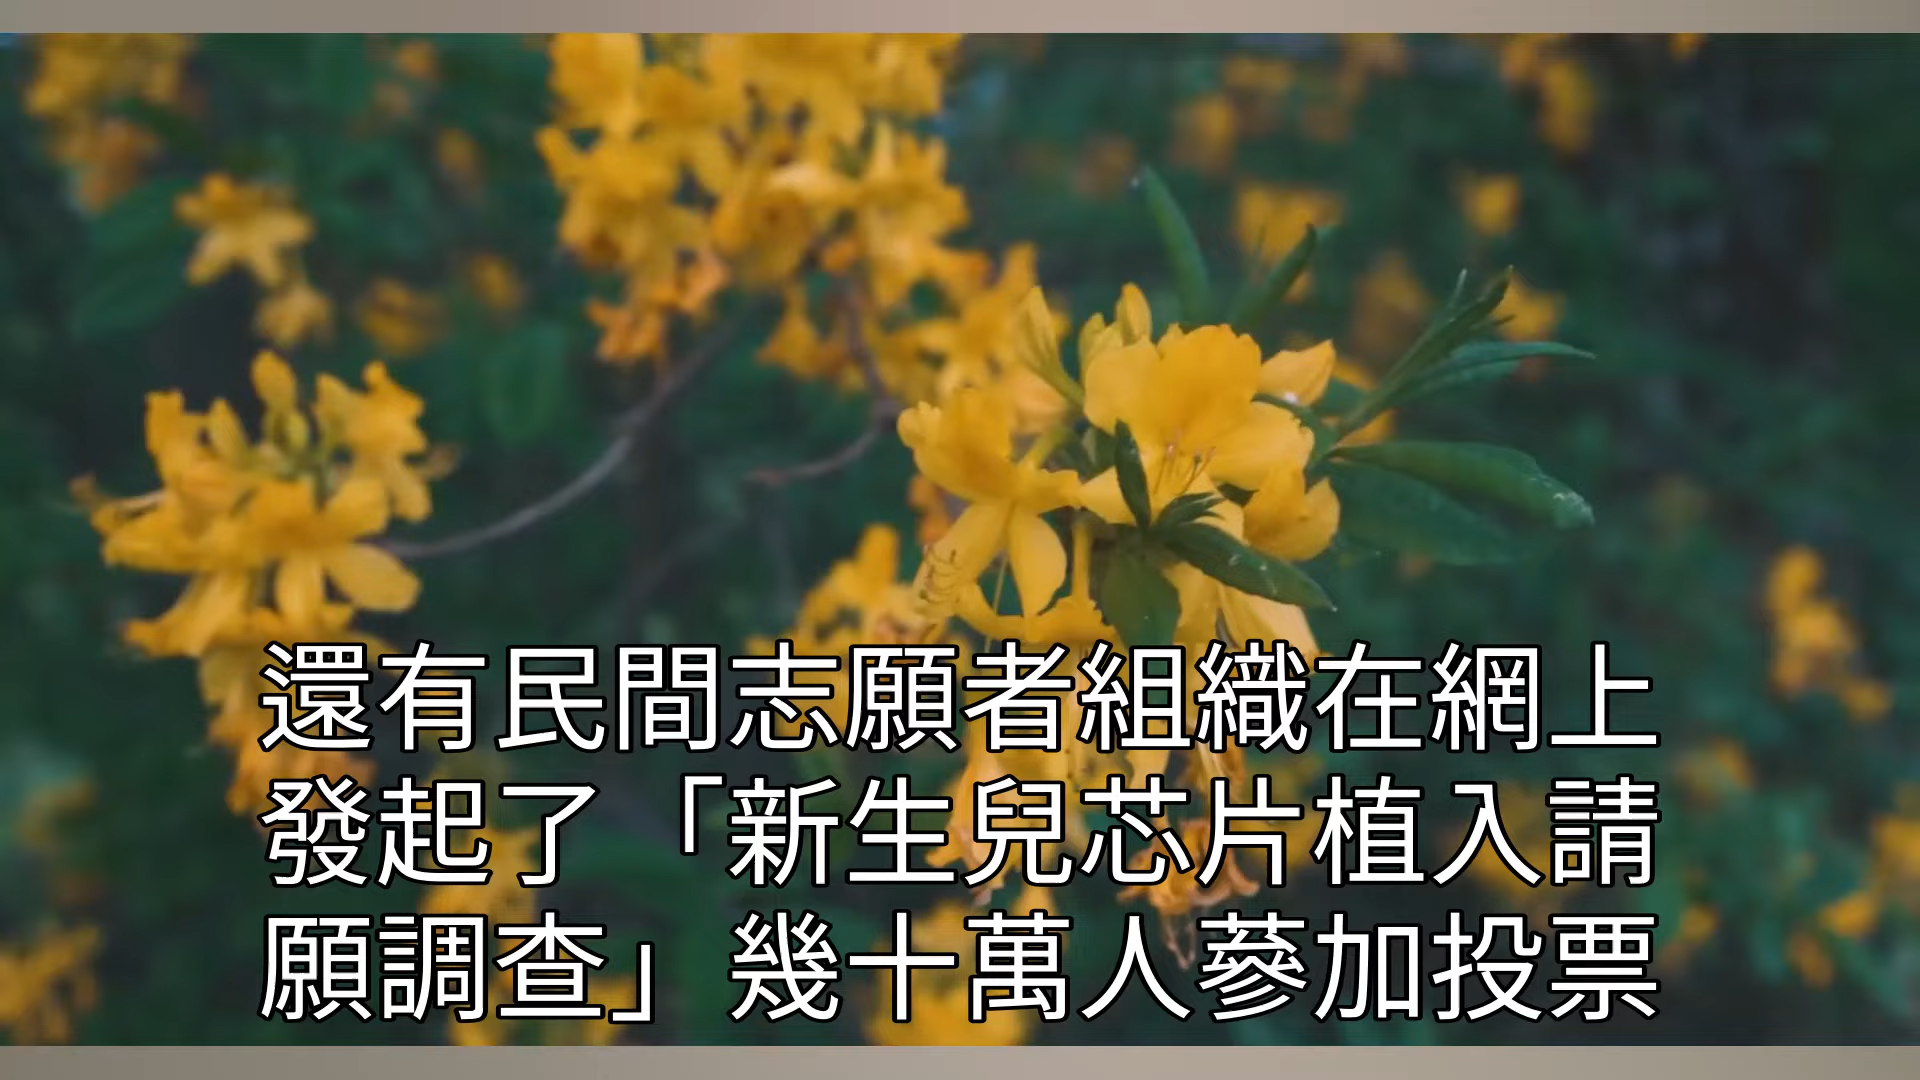 還有民間志願者組織在網上
發起了「新生兒芯片植入請
願調查」幾十萬人蔘加投票